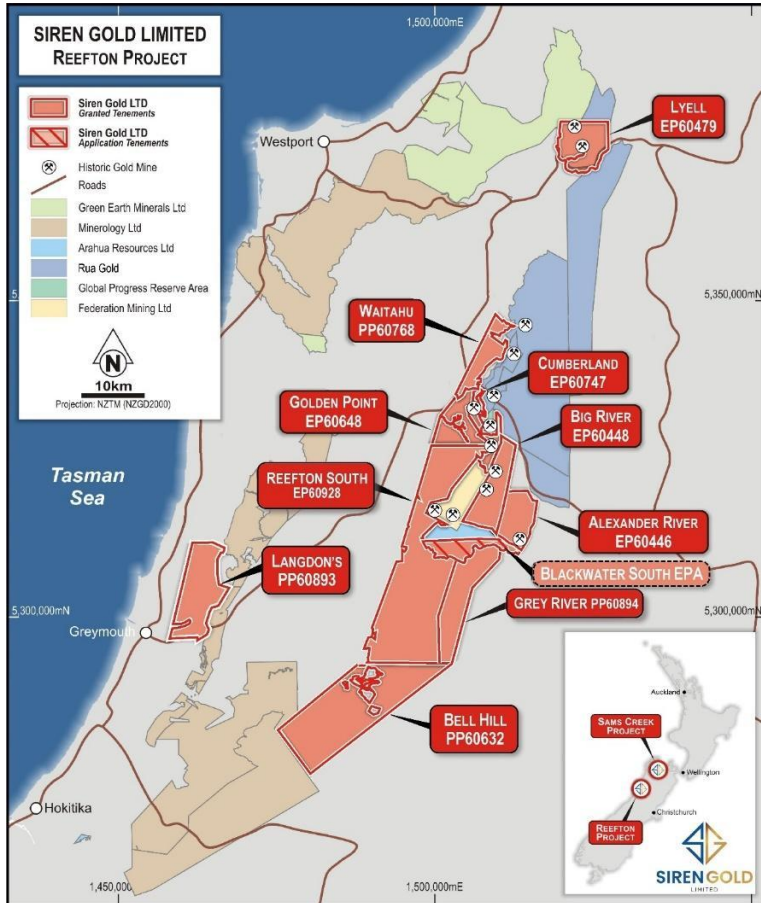 SIREN GOLD LIMITED
REEFTON PROJECT
Siren Gold LTD
Granted Tenements
Siren Gold LTD
Application Tenements
Historic Gold Mine
Roads
Green Earth Minerals Ltd
Minerology Ltd
Arahua Resources Ltd
Rua Gold
Global Progress Reserve Area
Federation Mining Ltd
N
10km
Projection: NZTM (NZGD2000)
1,500,000mE
Westport
LYELL
EP60479
5,350,000mN
WAITAHU
PP60768
CUMBERLAND
EP60747
GOLDEN POINT
EP60648
BIG RIVER
EP60448
Tasman
Sea
REEFTON SOUTH
EP60928
ALEXANDER RIVER
EP60446
LANGDON'S
PP60893
BLACKWATER SOUTH EPA
GREY RIVER PP60894
5,300,000mN
5,300,000mN
Greymouth
BELL HILL
PP60632
Hokitika
1,500,000mE
Auckland
SAMS CREEK
PROJECT
Wellington
Christchurch
REEFTON
PROJECT
SIREN GOLD
LIMITED